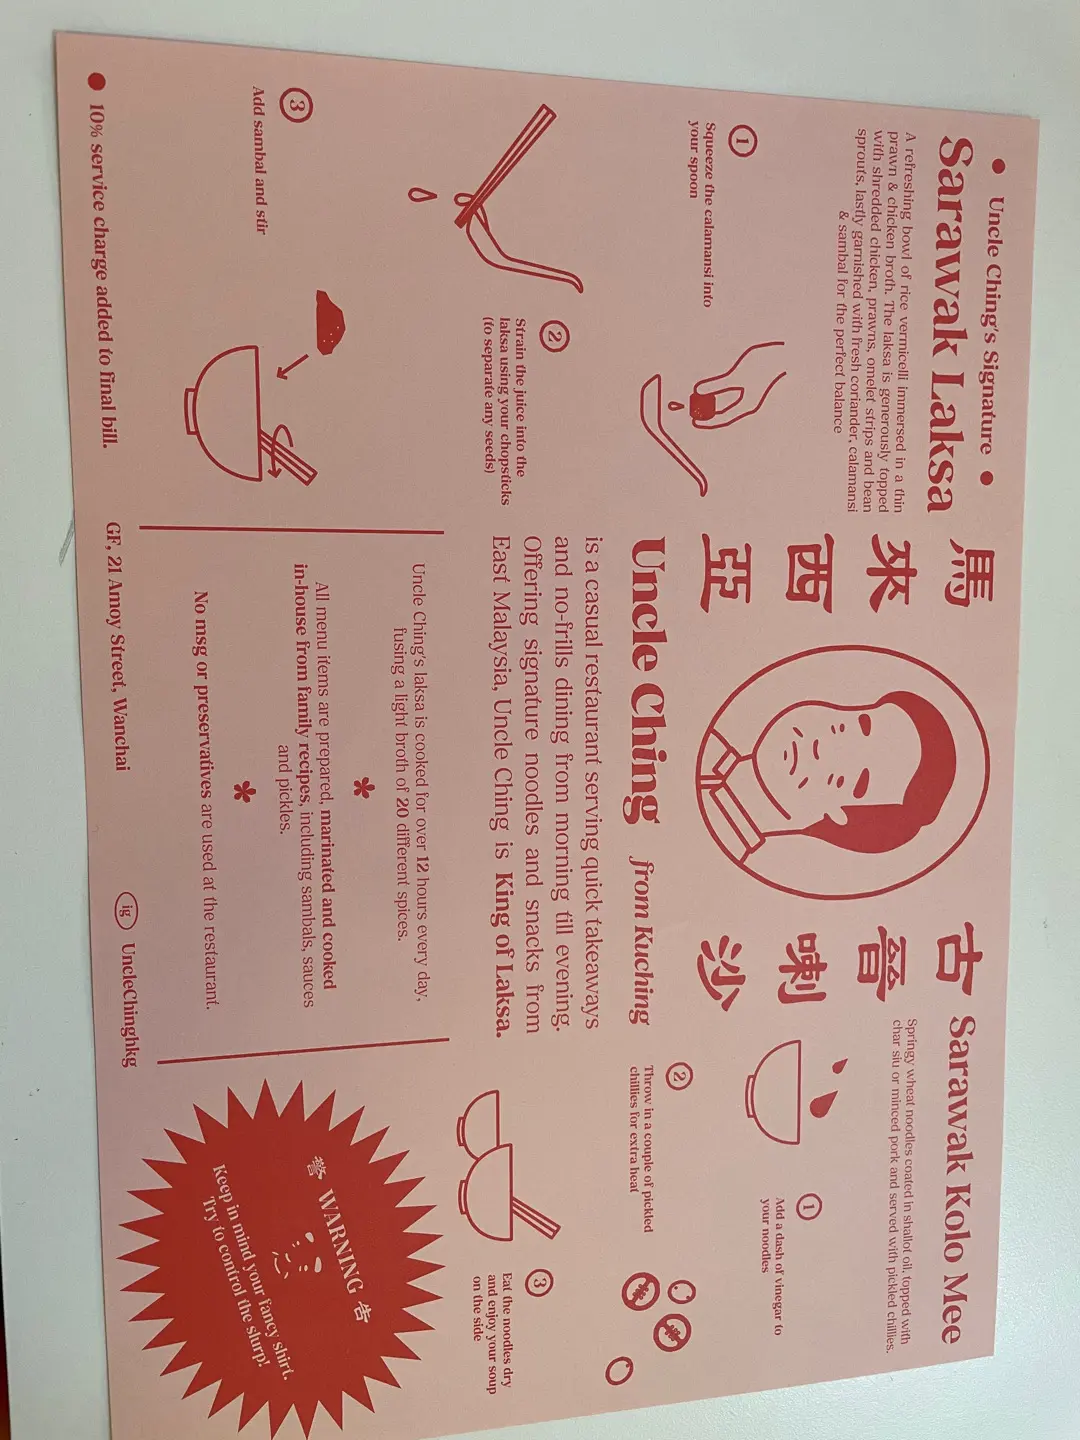 • Uncle Ching's Signature •
Sarawak Laksa
A refreshing bowl of rice vermicelli immersed in a thin
prawn & chicken broth. The laksa is generously topped
with shredded chicken, prawns, omelet strips and bean
sprouts, lastly garnished with fresh coriander, calamansi
& sambal for the perfect balance
1
Squeeze the calamansi into
your spoon
2
Strain the juice into the
laksa using your chopsticks
(to separate any seeds)
3
Add sambal and stir
• 10% service charge added to final bill.
馬來西亞
古晉喇沙
Uncle Ching from Kuching
is a casual restaurant serving quick takeaways
and no-frills dining from morning till evening.
Offering signature noodles and snacks from
East Malaysia, Uncle Ching is King of Laksa.
Uncle Ching's laksa is cooked for over 12 hours every day,
fusing a light broth of 20 different spices.
All menu items are prepared, marinated and cooked
in-house from family recipes, including sambals, sauces
and pickles.
No msg or preservatives are used at the restaurant.
GF, 21 Amoy Street, Wanchai
ig UncleChinghkg
Sarawak Kolo Mee
Springy wheat noodles coated in shallot oil, topped with
char siu or minced pork and served with pickled chillies.
1
Add a dash of vinegar to
your noodles
2
Throw in a couple of pickled
chillies for extra heat
3
Eat the noodles dry
and enjoy your soup
on the side
警 WARNING 告
Keep in mind your fancy shirt.
Try to control the slurp!